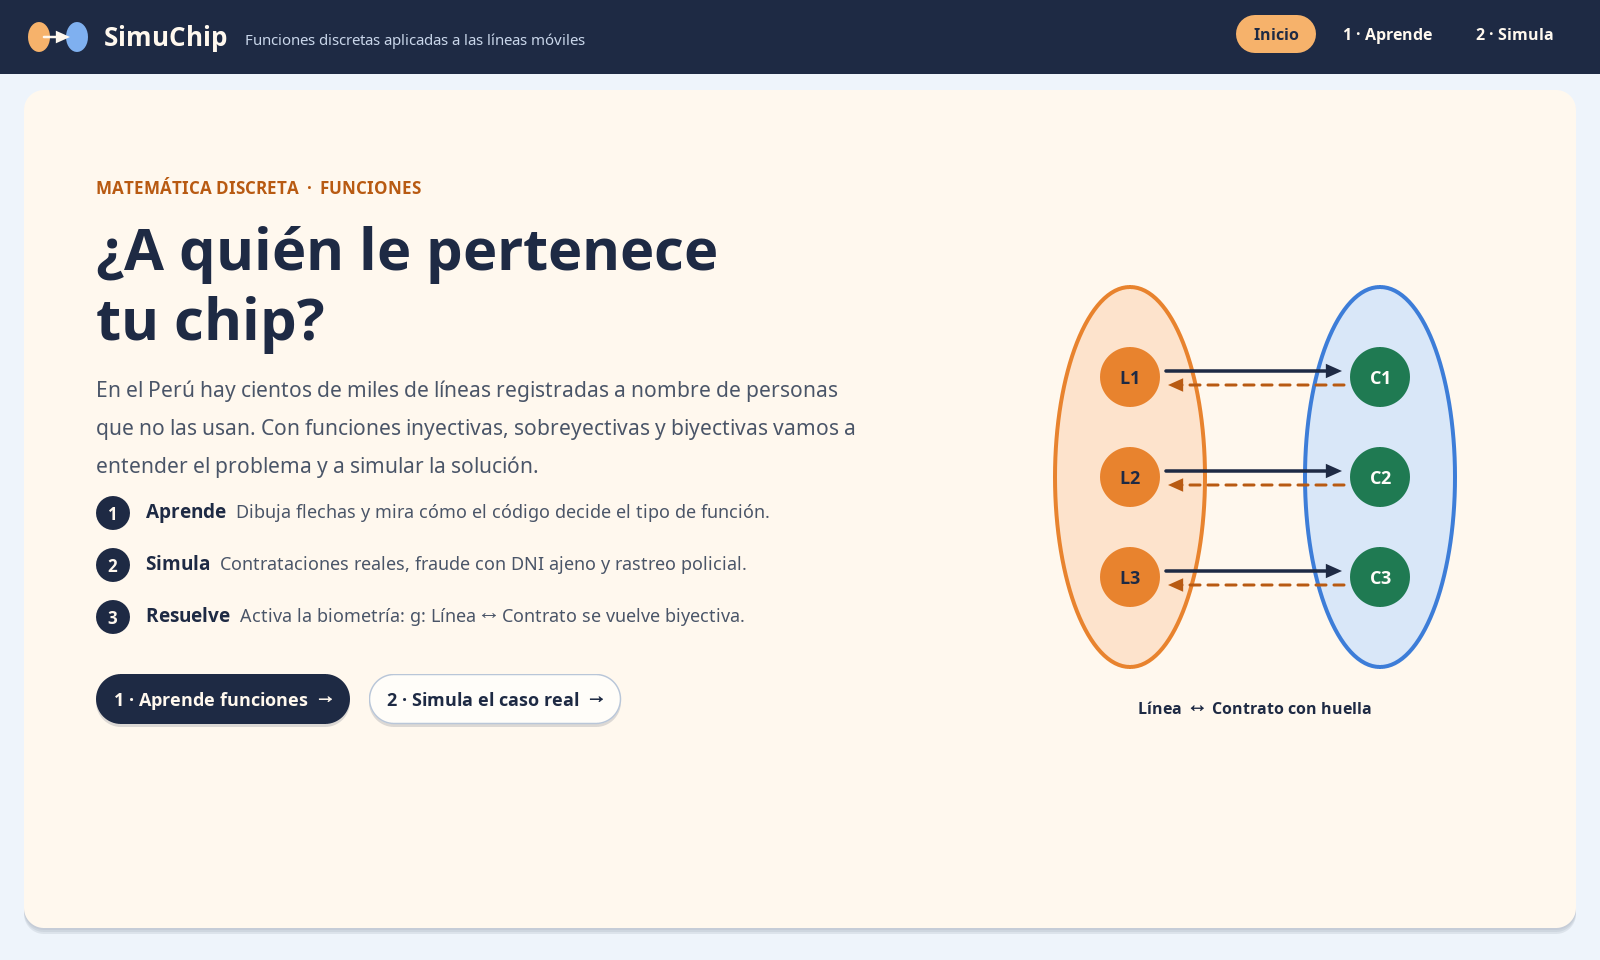 SimuChip
Funciones discretas aplicadas a las líneas móviles
Inicio
1 · Aprende
2 · Simula
MATEMÁTICA DISCRETA · FUNCIONES
¿A quién le pertenece
tu chip?
En el Perú hay cientos de miles de líneas registradas a nombre de personas
que no las usan. Con funciones inyectivas, sobreyectivas y biyectivas vamos a
entender el problema y a simular la solución.
1 Aprende Dibuja flechas y mira cómo el código decide el tipo de función.
2 Simula Contrataciones reales, fraude con DNI ajeno y rastreo policial.
3 Resuelve Activa la biometría: g: Línea ↔ Contrato se vuelve biyectiva.
1 · Aprende funciones →
2 · Simula el caso real →
L1 C1
L2 C2
L3 C3
Línea ↔ Contrato con huella